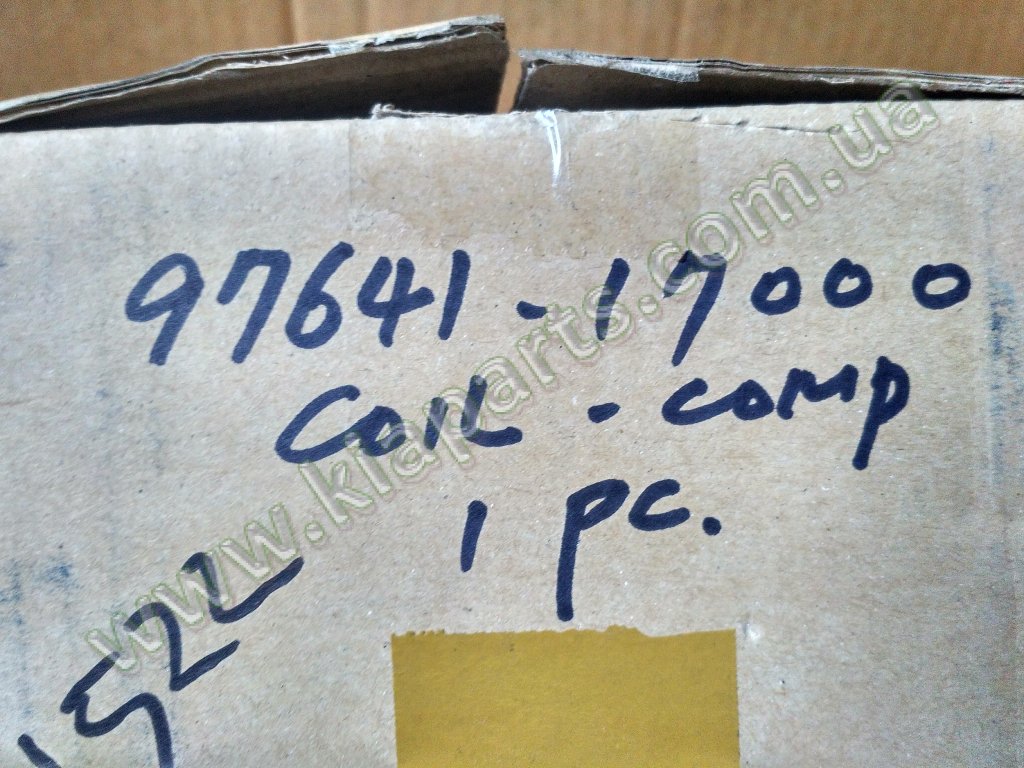 97641-17000
COIL - COMP
1 PC.
www.kiaparts.com.ua